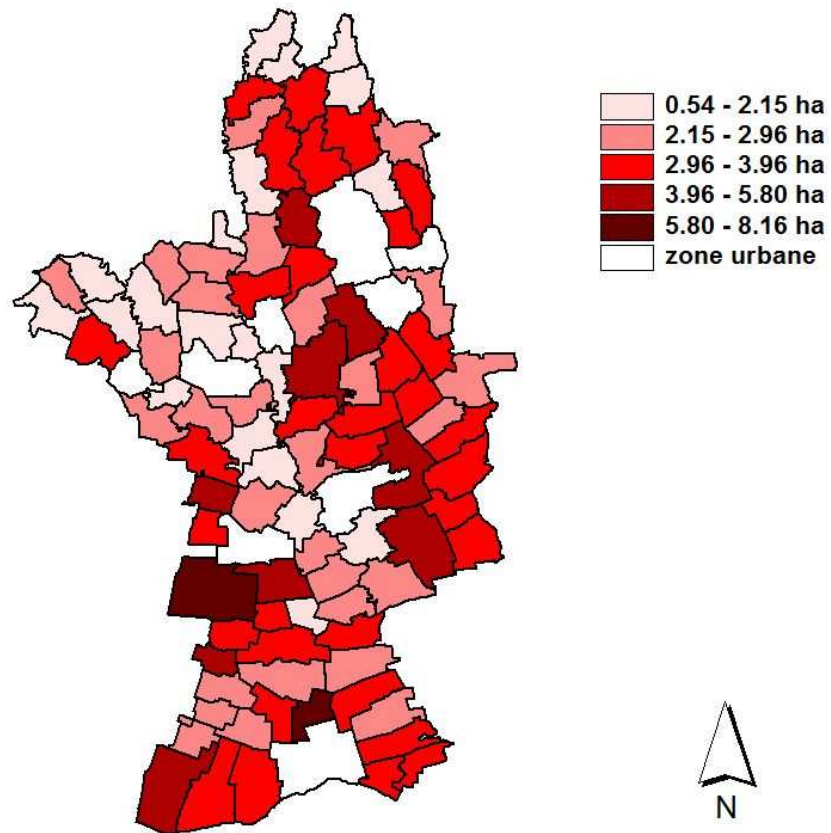 0.54 - 2.15 ha
2.15 - 2.96 ha
2.96 - 3.96 ha
3.96 - 5.80 ha
5.80 - 8.16 ha
zone urbane
N